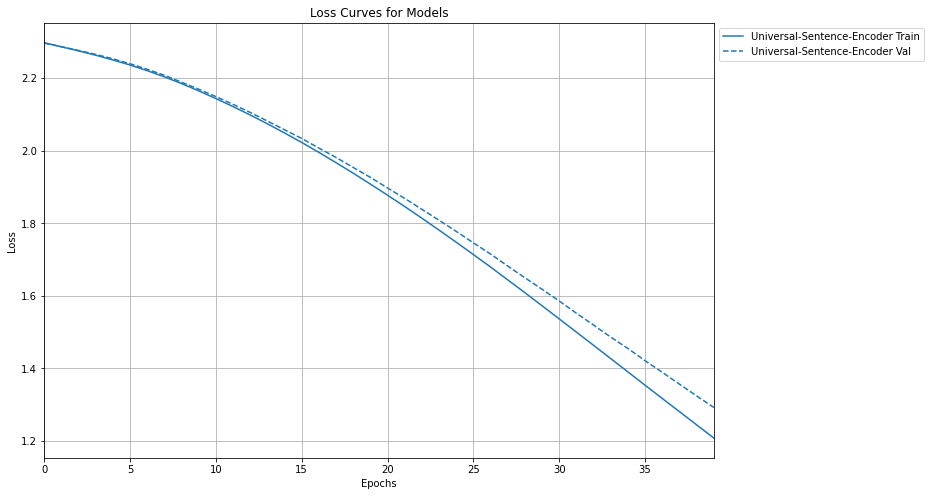 Loss Curves for Models
Universal-Sentence-Encoder Train
Universal-Sentence-Encoder Val
Loss
2.2
2.0
1.8
1.6
1.4
1.2
0 5 10 15 20 25 30 35
Epochs